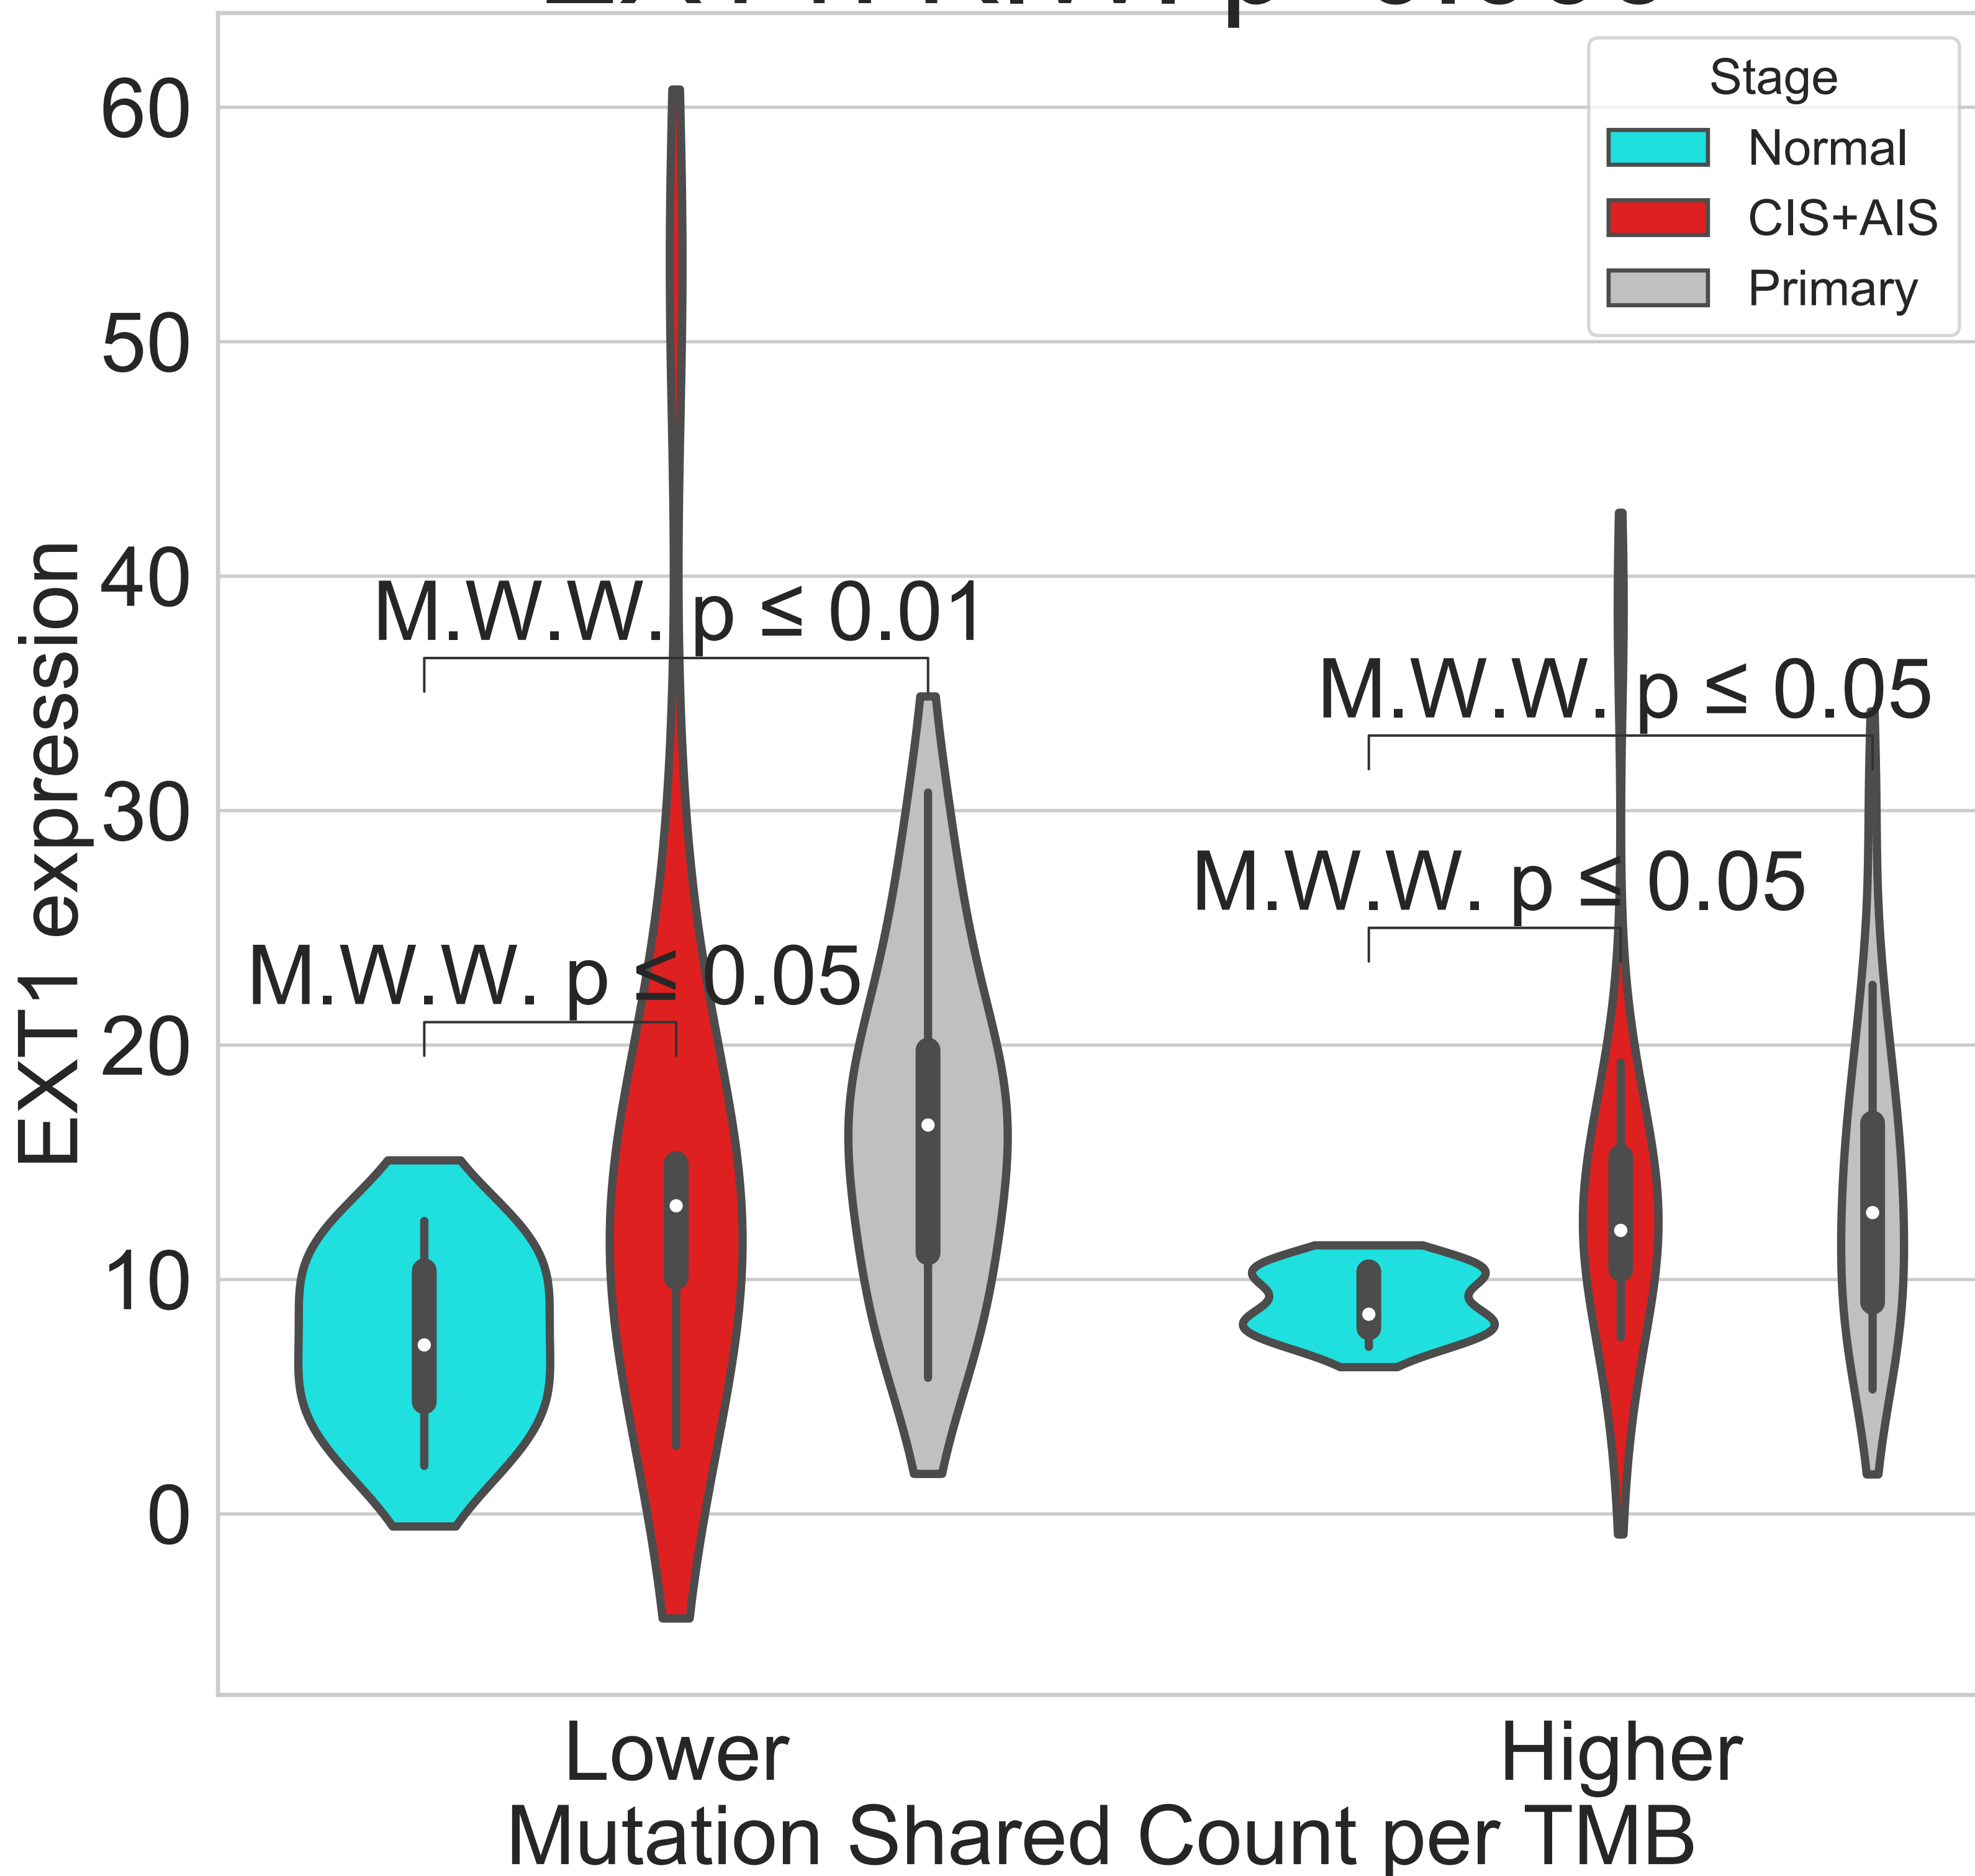 Stage
Normal
CIS+AIS
Primary
60
50
40
30
20
10
0
EXT1 expression
M.W.W. p ≤ 0.01
M.W.W. p ≤ 0.05
M.W.W. p ≤ 0.05
M.W.W. p ≤ 0.05
Lower
Higher
Mutation Shared Count per TMB